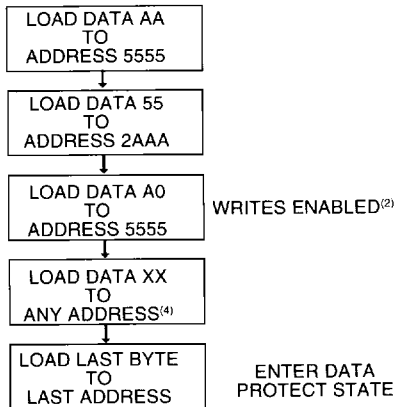 LOAD DATA AA
TO
ADDRESS 5555
LOAD DATA 55
TO
ADDRESS 2AAA
LOAD DATA A0
TO
ADDRESS 5555
WRITES ENABLED(2)
LOAD DATA XX
TO
ANY ADDRESS(4)
LOAD LAST BYTE
TO
LAST ADDRESS
ENTER DATA
PROTECT STATE